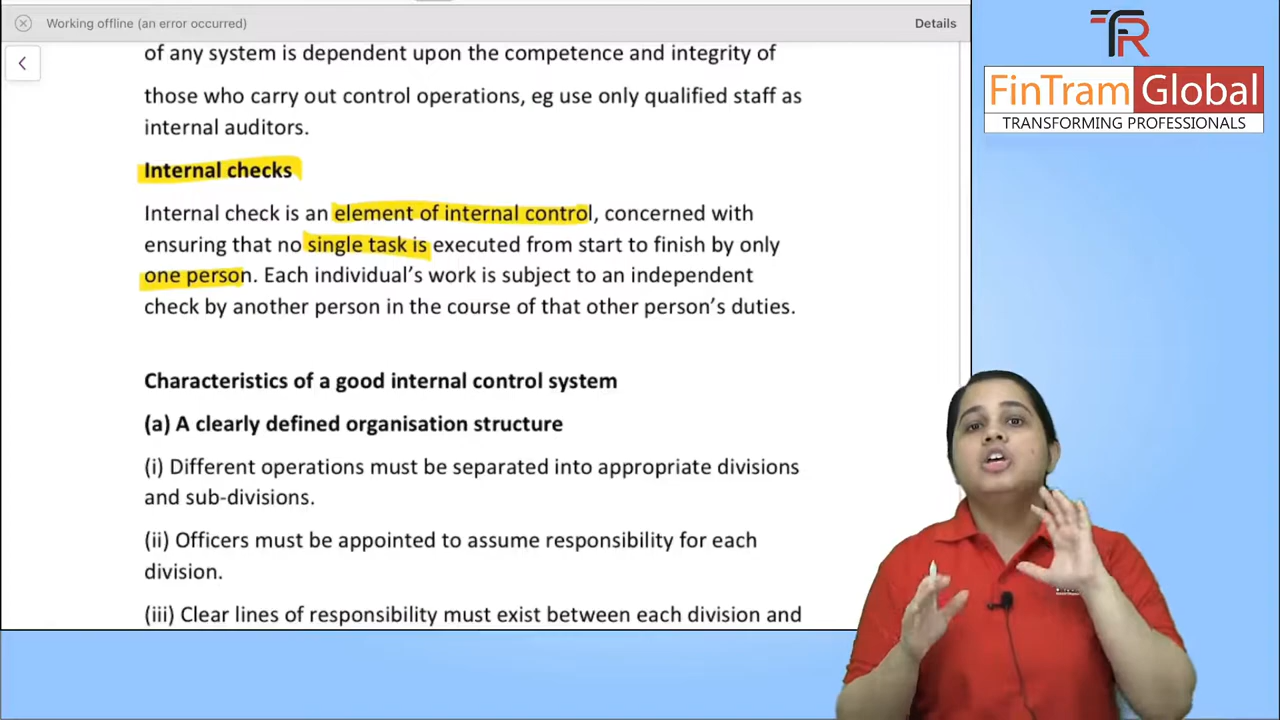 Working offline (an error occurred)
Details
of any system is dependent upon the competence and integrity of
those who carry out control operations, eg use only qualified staff as
internal auditors.
Internal checks
Internal check is an element of internal control, concerned with
ensuring that no single task is executed from start to finish by only
one person. Each individual’s work is subject to an independent
check by another person in the course of that other person’s duties.
Characteristics of a good internal control system
(a) A clearly defined organisation structure
(i) Different operations must be separated into appropriate divisions
and sub-divisions.
(ii) Officers must be appointed to assume responsibility for each
division.
(iii) Clear lines of responsibility must exist between each division and
FinTram Global
TRANSFORMING PROFESSIONALS